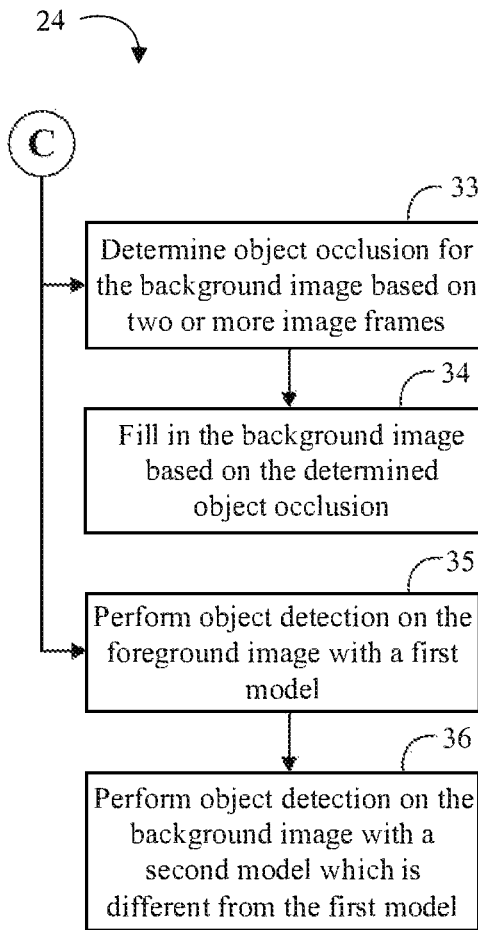 24
C
33
Determine object occlusion for
the background image based on
two or more image frames
34
Fill in the background image
based on the determined
object occlusion
35
Perform object detection on the
foreground image with a first
model
36
Perform object detection on the
background image with a
second model which is
different from the first model